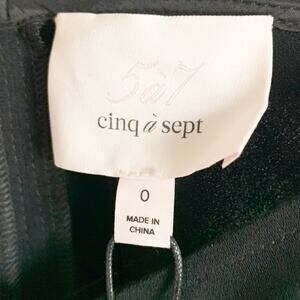 5à7
cinq à sept
0
MADE IN
CHINA